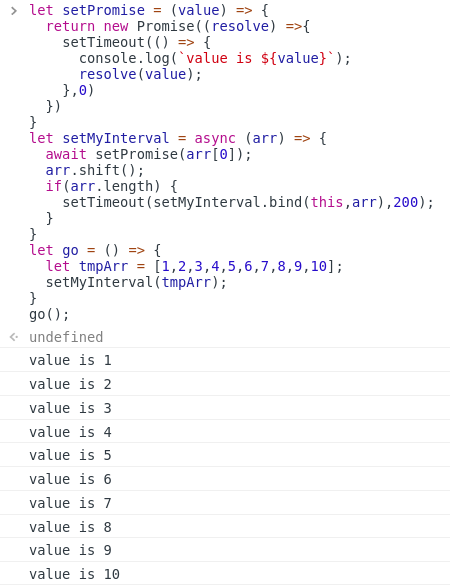 let setPromise = (value) => {
  return new Promise((resolve) =>{
    setTimeout(() => {
      console.log(`value is ${value}`);
      resolve(value);
    },0)
  })
}
let setMyInterval = async (arr) => {
  await setPromise(arr[0]);
  arr.shift();
  if(arr.length) {
    setTimeout(setMyInterval.bind(this,arr),200);
  }
}
let go = () => {
  let tmpArr = [1,2,3,4,5,6,7,8,9,10];
  setMyInterval(tmpArr);
}
go();
undefined
value is 1
value is 2
value is 3
value is 4
value is 5
value is 6
value is 7
value is 8
value is 9
value is 10